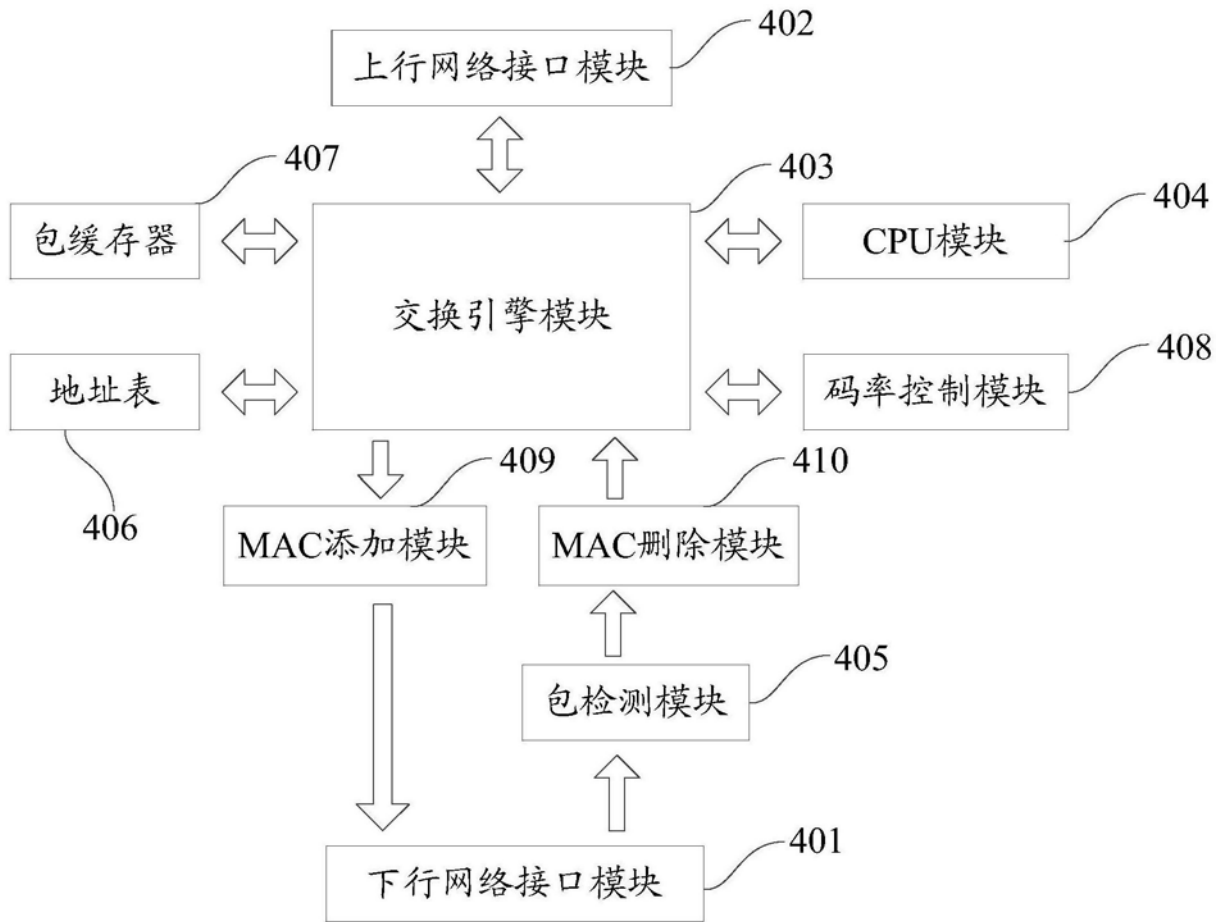 402
上行网络接口模块
407
403
404
包缓存器
CPU模块
交换引擎模块
408
地址表
码率控制模块
409
410
406
MAC添加模块
MAC删除模块
405
包检测模块
401
下行网络接口模块